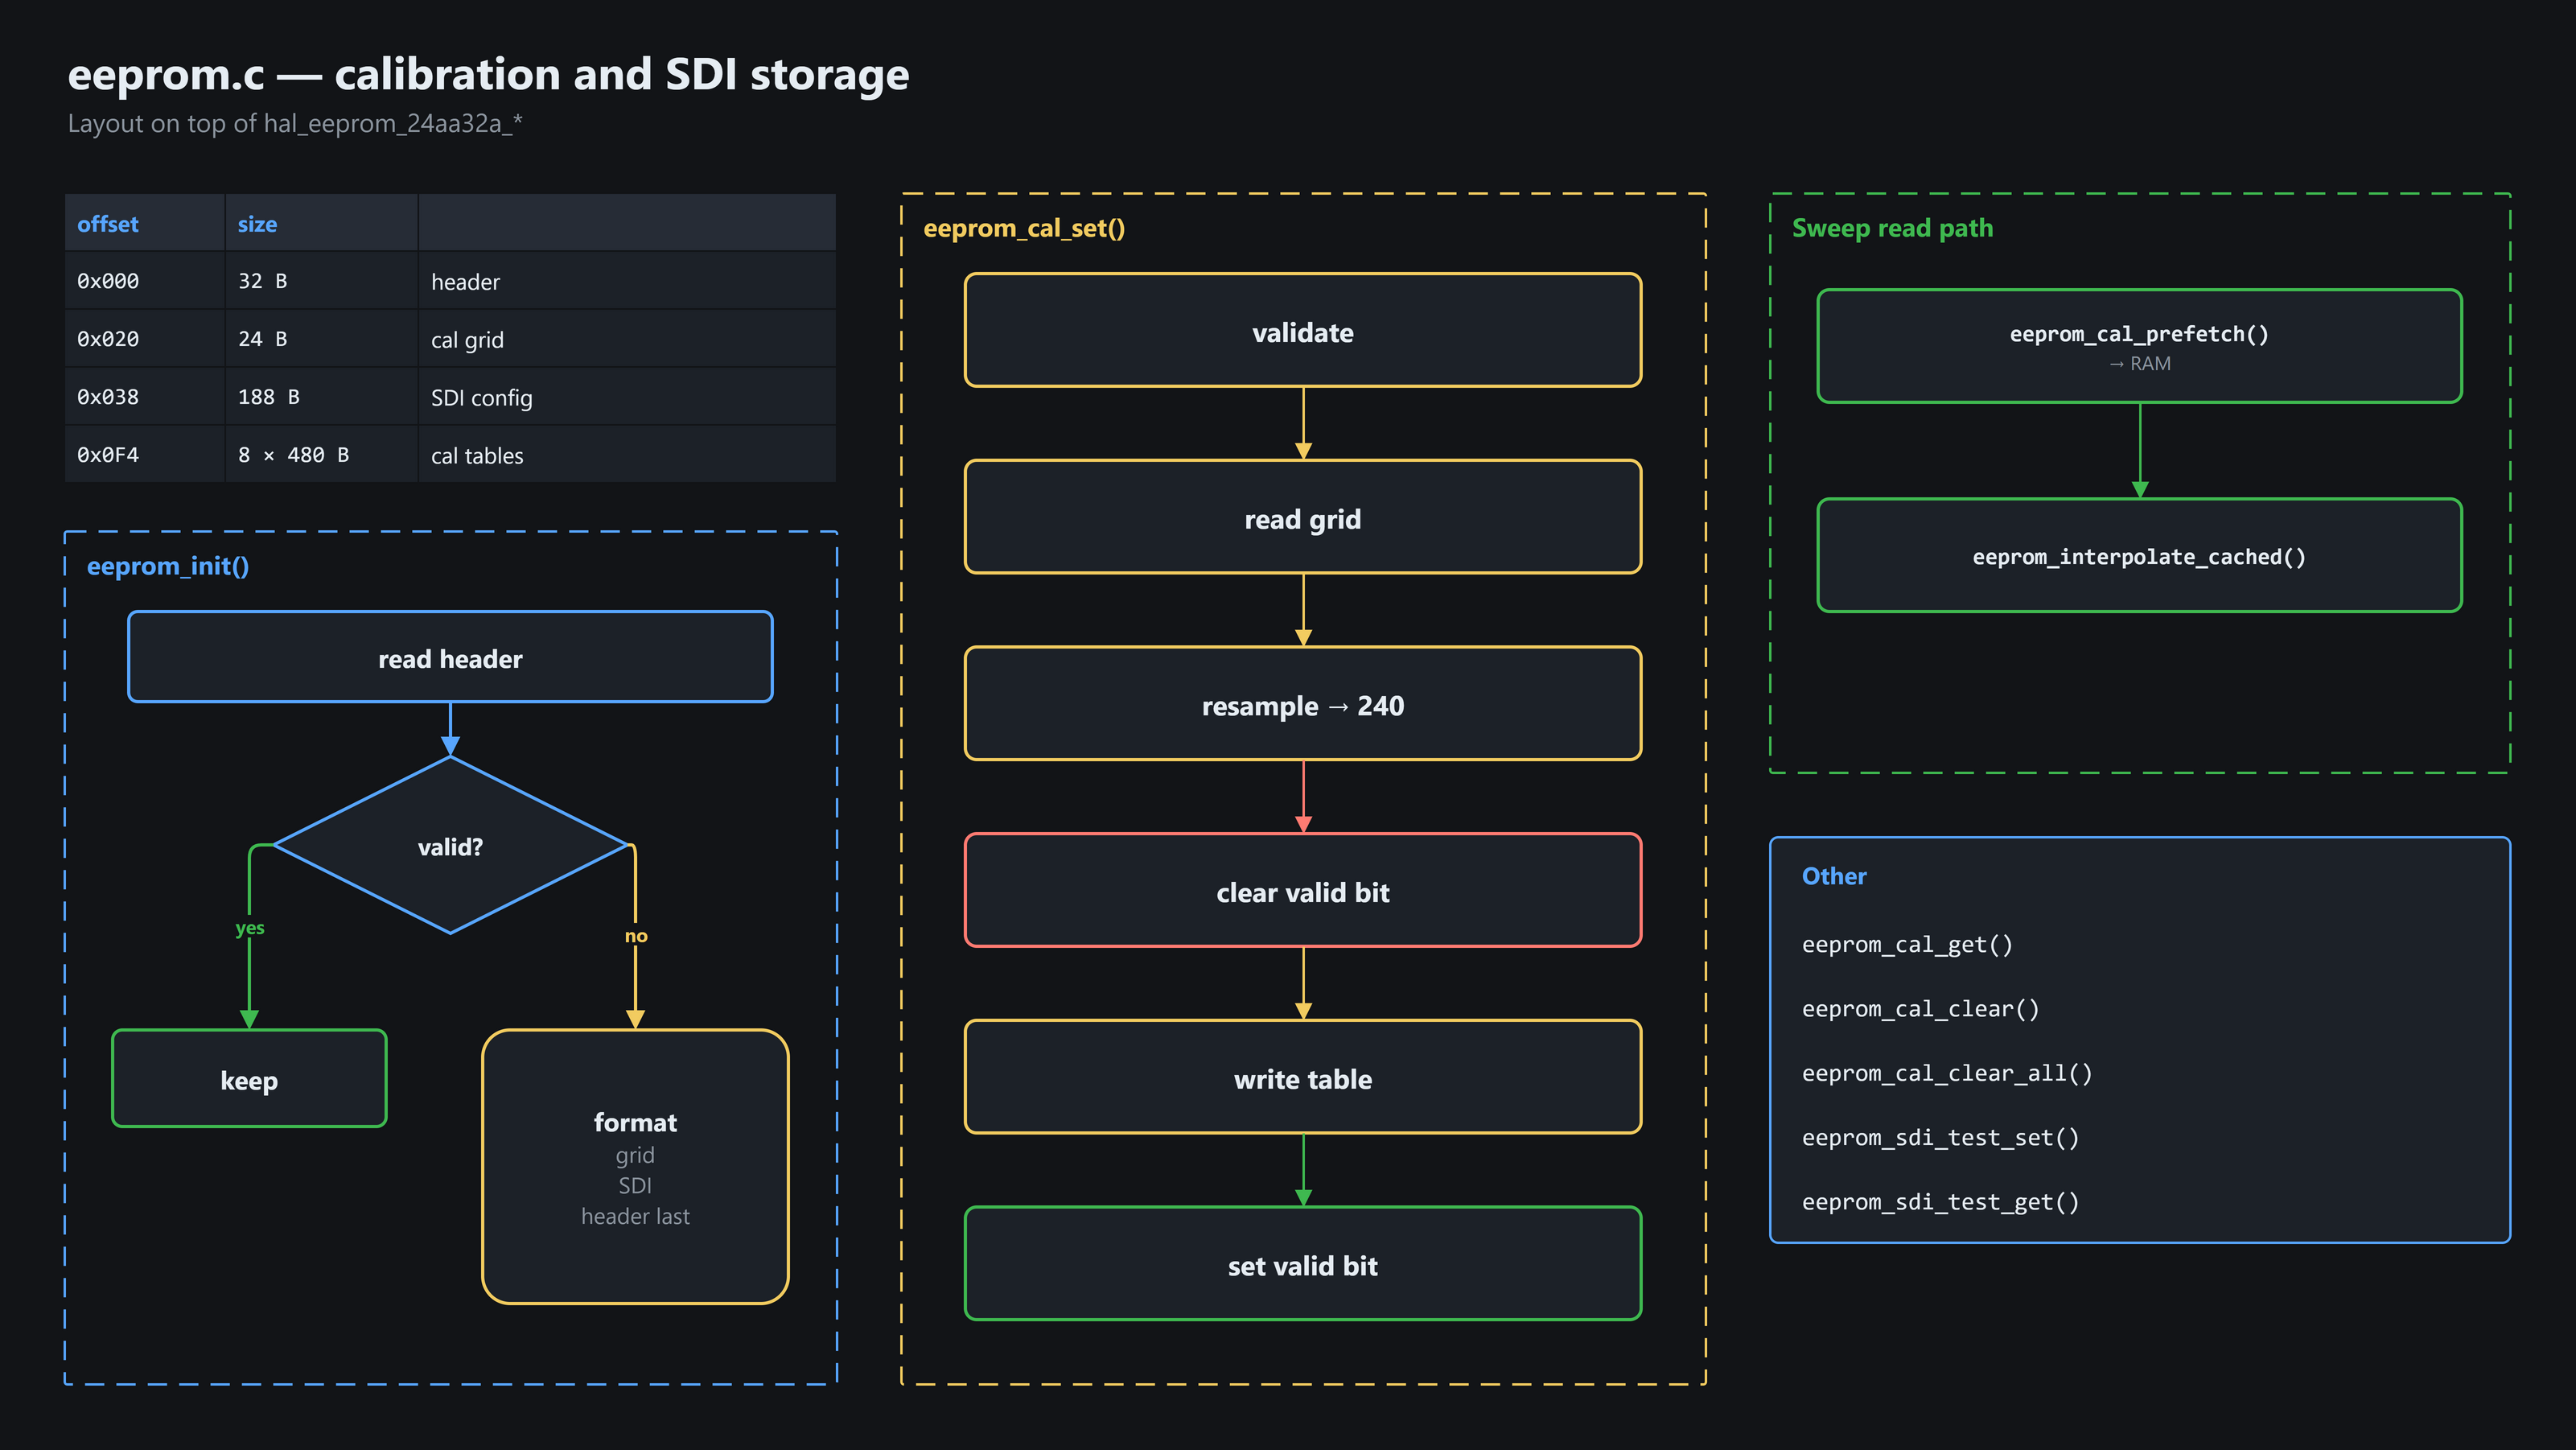 eeprom.c — calibration and SDI storage
Layout on top of hal_eeprom_24aa32a_*
offset size
0x000 32 B header
0x020 24 B cal grid
0x038 188 B SDI config
0x0F4 8 × 480 B cal tables
eeprom_init()
read header
valid?
yes
no
keep
format
grid
SDI
header last
eeprom_cal_set()
validate
read grid
resample → 240
clear valid bit
write table
set valid bit
Sweep read path
eeprom_cal_prefetch()
→ RAM
eeprom_interpolate_cached()
Other
eeprom_cal_get()
eeprom_cal_clear()
eeprom_cal_clear_all()
eeprom_sdi_test_set()
eeprom_sdi_test_get()